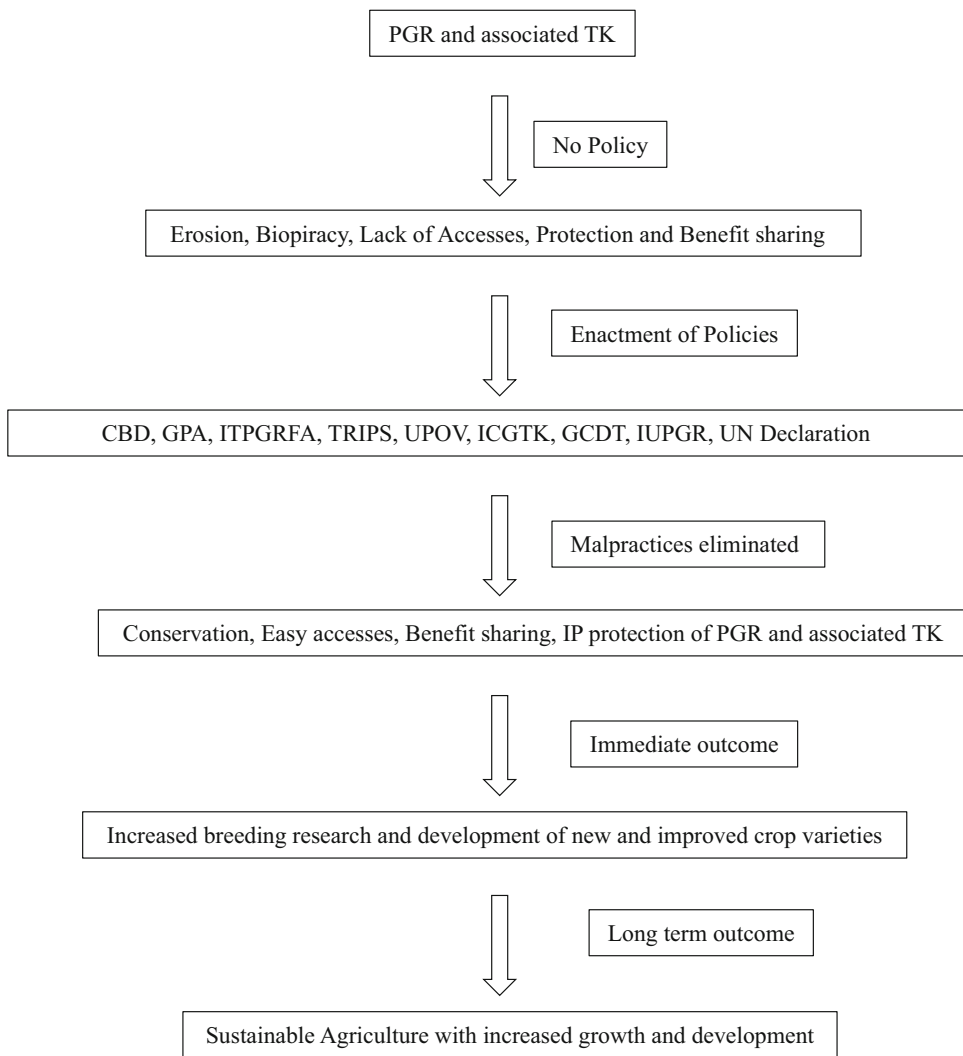 PGR and associated TK
No Policy
Erosion, Biopiracy, Lack of Accesses, Protection and Benefit sharing
Enactment of Policies
CBD, GPA, ITPGRFA, TRIPS, UPOV, ICGTK, GCDT, IUPGR, UN Declaration
Malpractices eliminated
Conservation, Easy accesses, Benefit sharing, IP protection of PGR and associated TK
Immediate outcome
Increased breeding research and development of new and improved crop varieties
Long term outcome
Sustainable Agriculture with increased growth and development